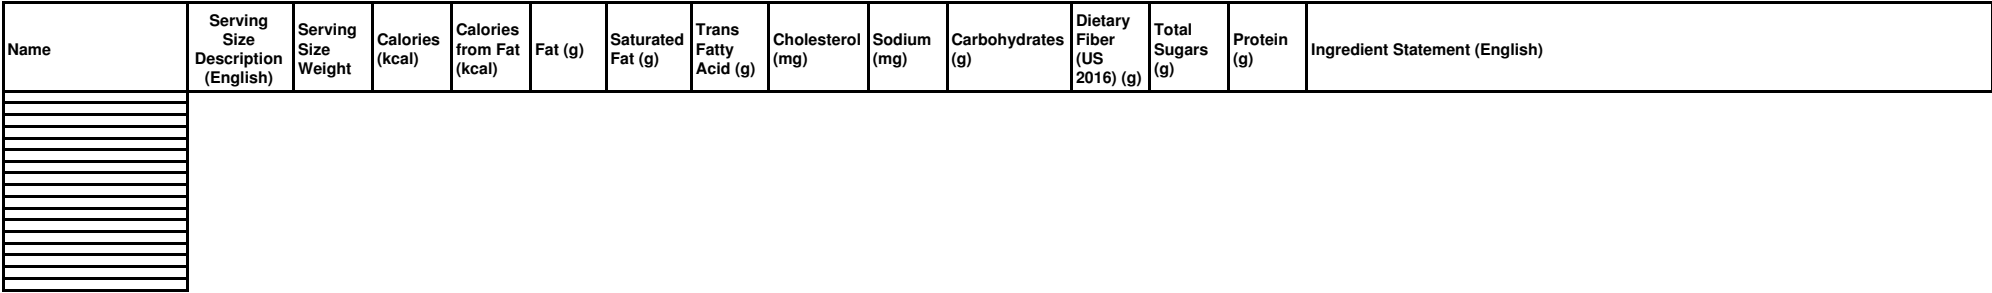 Name
Serving
Size
Description
(English)
Serving
Size
Weight
Calories
(kcal)
Calories
from Fat
(kcal)
Fat (g)
Saturated
Fat (g)
Trans
Fatty
Acid (g)
Cholesterol
(mg)
Sodium
(mg)
Carbohydrates
(g)
Dietary
Fiber
(US
2016) (g)
Total
Sugars
(g)
Protein
(g)
Ingredient Statement (English)